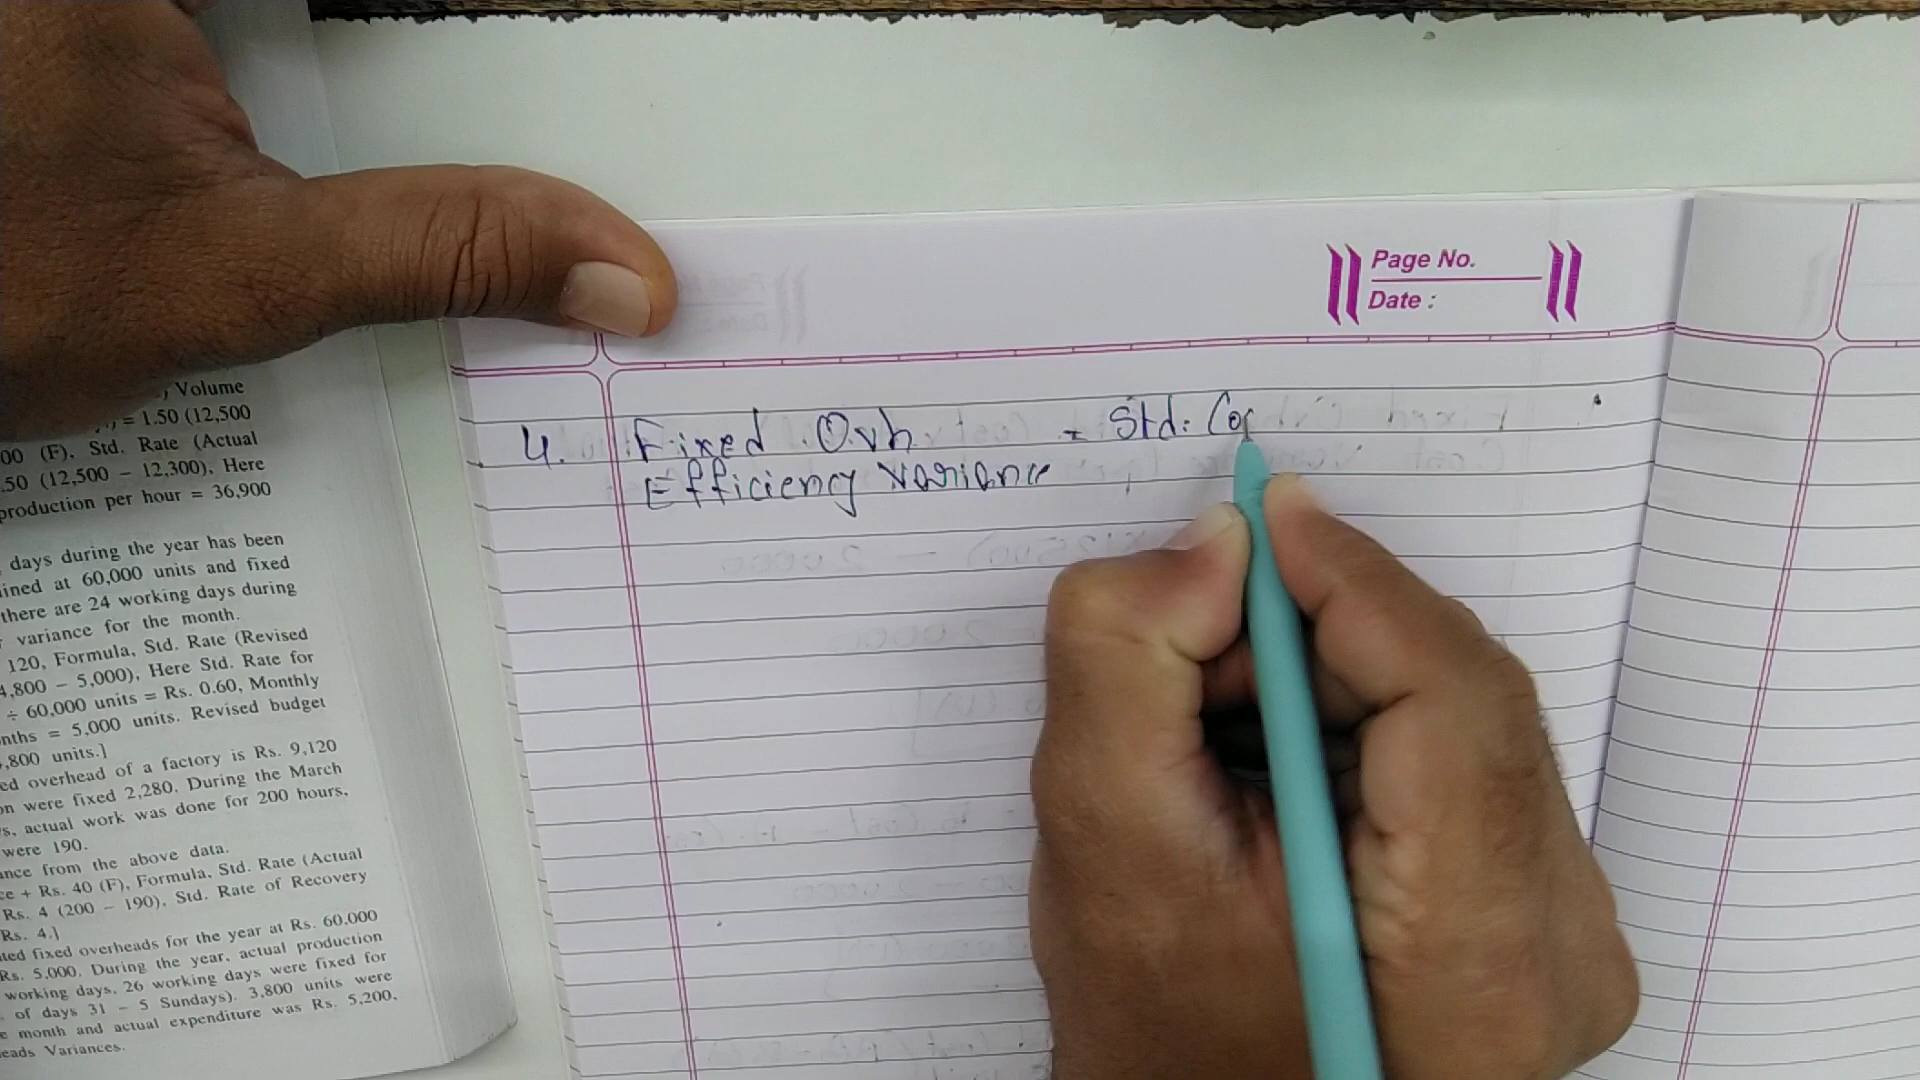 Page No.
Date :
4. Fixed Ovh = Std. Co
Efficiency Variance
, Volume
= 1.50 (12,500
00 (F), Std. Rate (Actual
.50 (12,500 – 12,300), Here
production per hour = 36,900
days during the year has been
ined at 60,000 units and fixed
there are 24 working days during
variance for the month.
120, Formula, Std. Rate (Revised
4,800 – 5,000), Here Std. Rate for
÷ 60,000 units = Rs. 0.60, Monthly
nths = 5,000 units. Revised budget
,800 units.]
ed overhead of a factory is Rs. 9,120
on were fixed 2,280. During the March
s, actual work was done for 200 hours,
were 190.
ance from the above data.
ce + Rs. 40 (F), Formula, Std. Rate (Actual
Rs. 4 (200 – 190), Std. Rate of Recovery
Rs. 4.]
ated fixed overheads for the year at Rs. 60,000
Rs. 5,000. During the year, actual production
working days, 26 working days were fixed for
of days 31 – 5 Sundays). 3,800 units were
e month and actual expenditure was Rs. 5,200.
eads Variances.